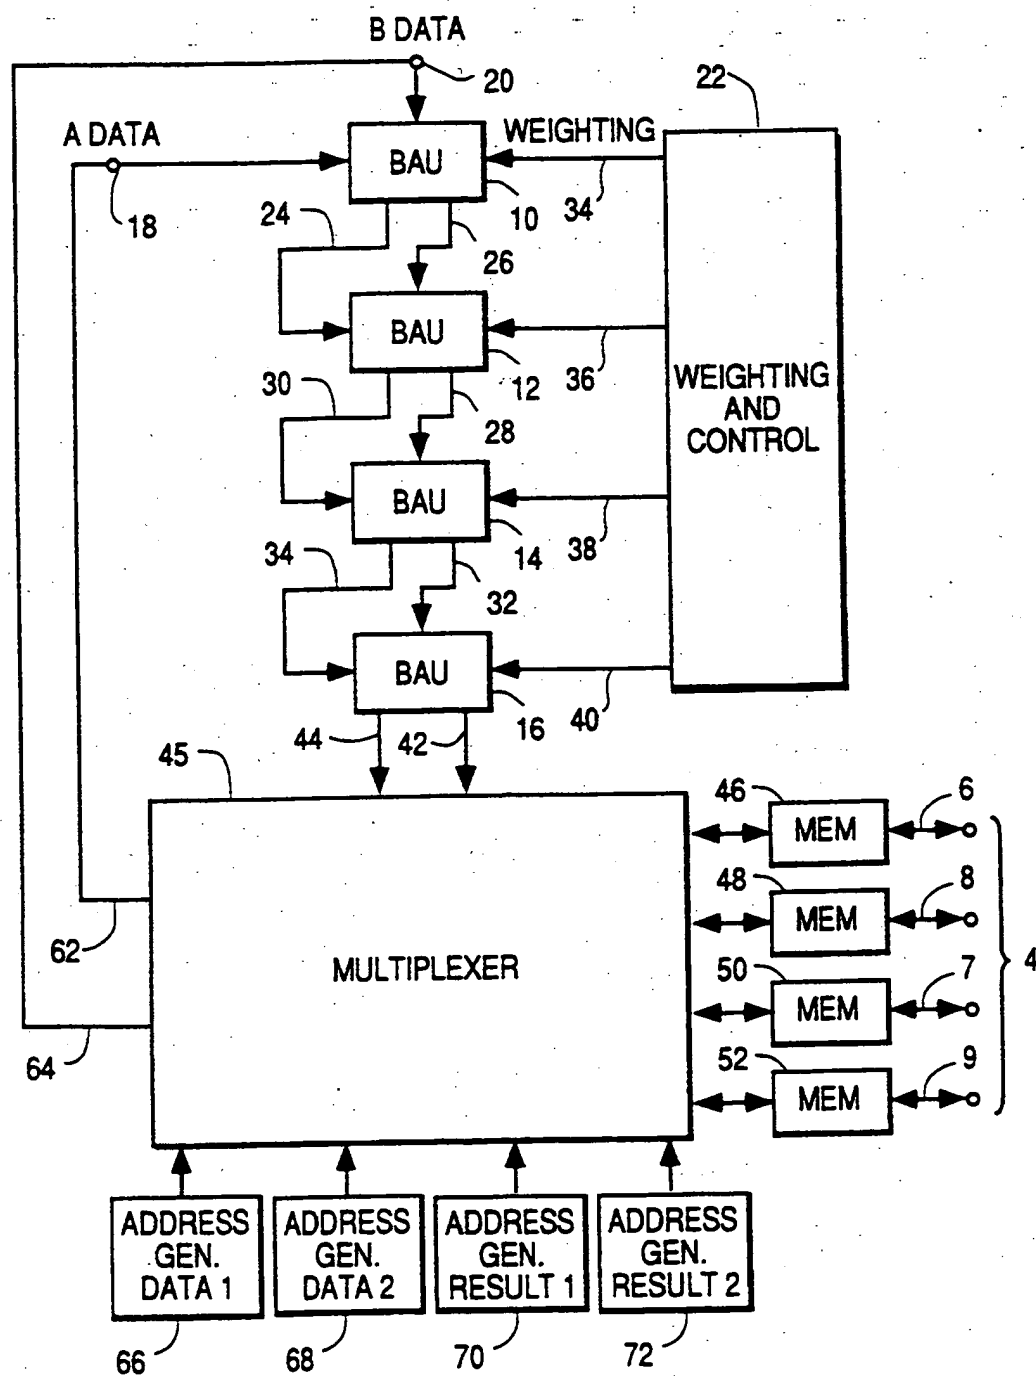 B DATA
20
22
A DATA
WEIGHTING
BAU
18
24
10
34
26
BAU
30
12
36
28
WEIGHTING
AND
CONTROL
BAU
34
14
38
32
BAU
44
42
16
40
45
46
MEM
6
48
MEM
8
62
MULTIPLEXER
50
MEM
7
4
64
52
MEM
9
ADDRESS
GEN.
DATA 1
ADDRESS
GEN.
DATA 2
ADDRESS
GEN.
RESULT 1
ADDRESS
GEN.
RESULT 2
66
68
70
72